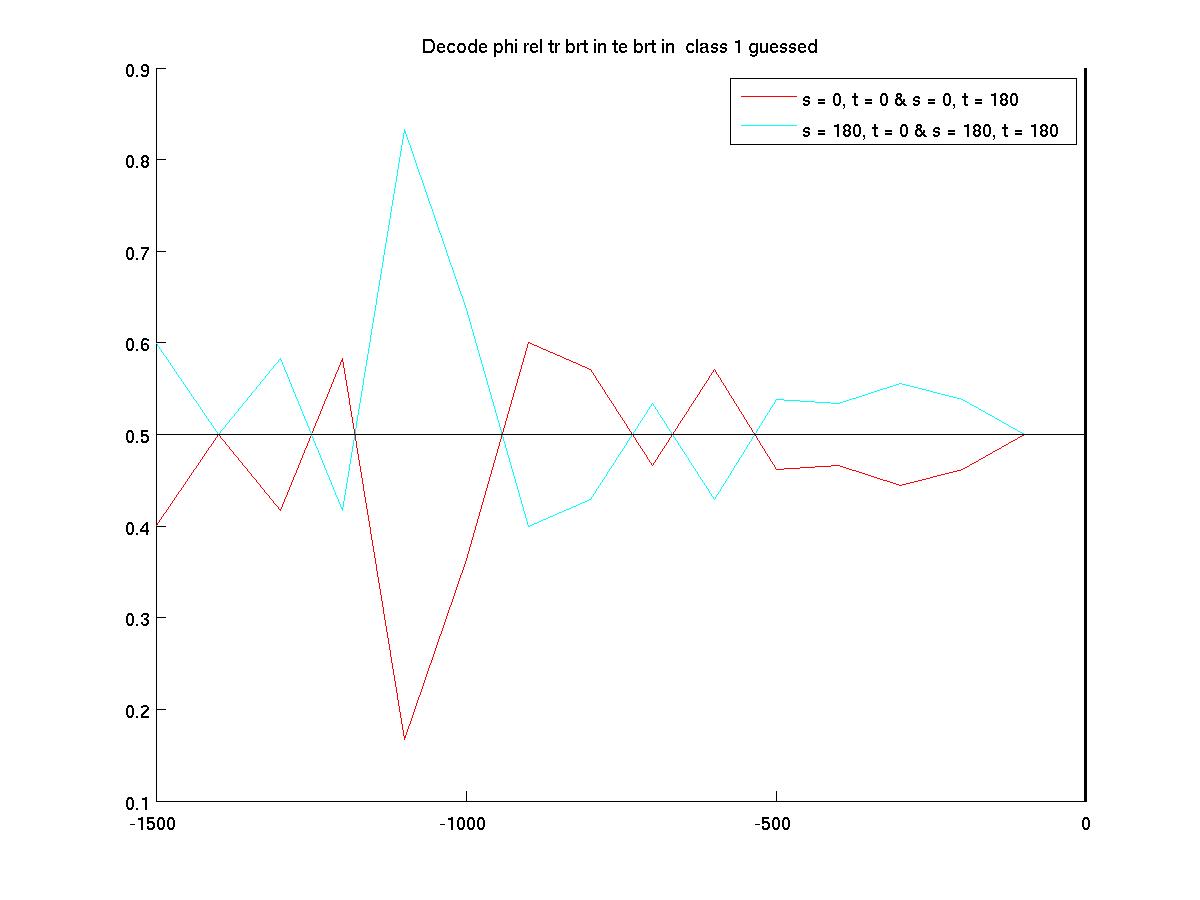 Decode phi rel tr brt in te brt in  class 1 guessed
s = 0, t = 0 & s = 0, t = 180
s = 180, t = 0 & s = 180, t = 180
0.9
0.8
0.7
0.6
0.5
0.4
0.3
0.2
0.1
-1500 -1000 -500 0